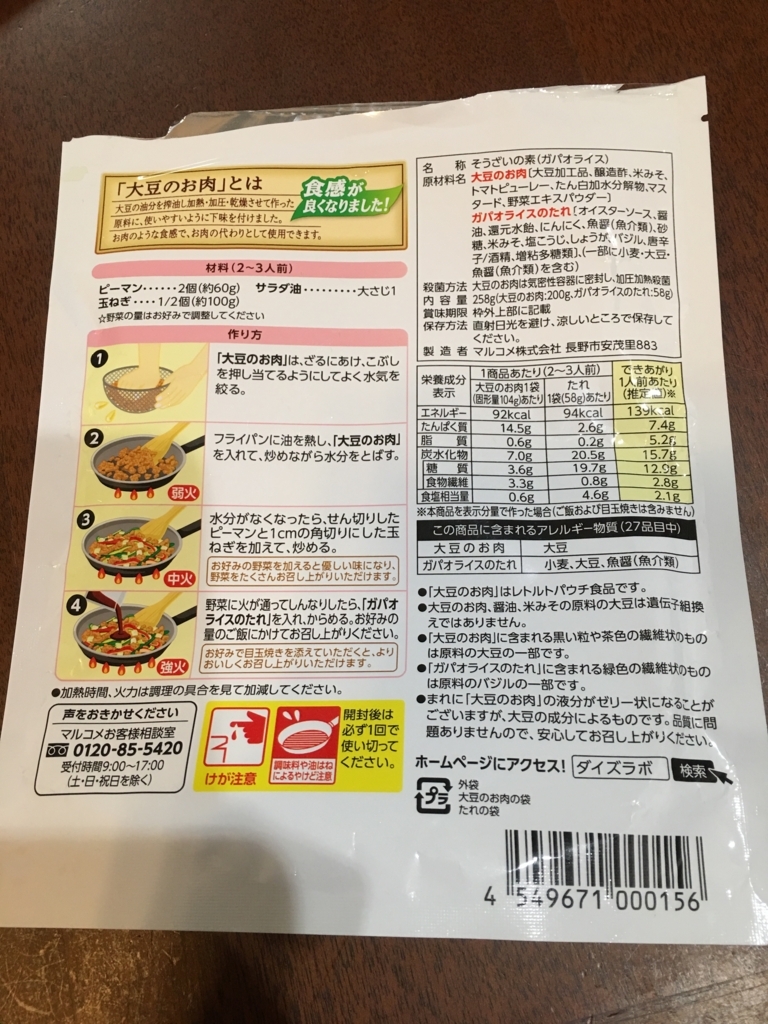 「大豆のお肉」とは
食感が
良くなりました!
大豆の油分を搾油し加熱・加圧・乾燥させて作った
原料に、使いやすいように下味を付けました。
お肉のような食感で、お肉の代わりとして使用できます。
材料(2〜3人前)
ピーマン・・・・・・2個(約60g) サラダ油・・・・・・・・・大さじ1
玉ねぎ・・・・1/2個(約100g)
☆野菜の量はお好みで調整してください
作り方
1
「大豆のお肉」は、ざるにあけ、こぶし
を押し当てるようにしてよく水気を
絞る。
2
フライパンに油を熱し、「大豆のお肉」
を入れて、炒めながら水分をとばす。
弱火
3
水分がなくなったら、せん切りした
ピーマンと1cmの角切りにした玉
ねぎを加えて、炒める。
お好みの野菜を加えると優しい味になり、
野菜をたくさんお召し上がりいただけます。
中火
4
野菜に火が通ってしんなりしたら、「ガパオ
ライスのたれ」を入れ、からめる。お好みの
量のご飯にかけてお召し上がりください。
お好みで目玉焼きを添えていただくと、より
おいしくお召し上がりいただけます。
強火
●加熱時間、火力は調理の具合を見て加減してください。
声をおきかせください
マルコメお客様相談室
0120-85-5420
受付時間9:00〜17:00
(土・日・祝日を除く)
けが注意
調味料や油はね
によるやけど注意
開封後は
必ず1回で
使い切って
ください。
名 称 そうざいの素(ガパオライス)
原材料名 大豆のお肉[大豆加工品、醸造酢、米みそ、
トマトピューレー、たん白加水分解物、マス
タード、野菜エキスパウダー]
ガパオライスのたれ[オイスターソース、醤
油、還元水飴、にんにく、魚醤(魚介類)、砂
糖、米みそ、塩こうじ、しょうが、バジル、唐辛
子/酒精、増粘多糖類]、(一部に小麦・大豆・
魚醤(魚介類)を含む)
殺菌方法 大豆のお肉は気密性容器に密封し、加圧加熱殺菌
内 容 量 258g(大豆のお肉:200g、ガパオライスのたれ:58g)
賞味期限 枠外上部に記載
保存方法 直射日光を避け、涼しいところで保存して
ください。
製 造 者 マルコメ株式会社 長野市安茂里883
栄養成分
表示
1商品あたり(2〜3人前)
大豆のお肉1袋
(固形量104g)あたり
たれ
1袋(58g)あたり
できあがり
1人前あたり
(推定値)※
エネルギー 92kcal 94kcal 139kcal
たんぱく質 14.5g 2.6g 7.4g
脂 質 0.6g 0.2g 5.2g
炭水化物 7.0g 20.5g 15.7g
糖 質 3.6g 19.7g 12.9g
食物繊維 3.3g 0.8g 2.8g
食塩相当量 0.6g 4.6g 2.1g
※本商品を表示分量で作った場合(ご飯および目玉焼きは含みません)
この商品に含まれるアレルギー物質(27品目中)
大豆のお肉 大豆
ガパオライスのたれ 小麦、大豆、魚醤(魚介類)
●「大豆のお肉」はレトルトパウチ食品です。
●大豆のお肉、醤油、米みその原料の大豆は遺伝子組換
えではありません。
●「大豆のお肉」に含まれる黒い粒や茶色の繊維状のもの
は原料の大豆の一部です。
●「ガパオライスのたれ」に含まれる緑色の繊維状のもの
は原料のバジルの一部です。
●まれに「大豆のお肉」の液分がゼリー状になることが
ございますが、大豆の成分によるものです。品質に問
題ありませんので、安心してお召し上がりください。
ホームページにアクセス! ダイズラボ 検索
プラ
外袋
大豆のお肉の袋
たれの袋
4 549671 000156